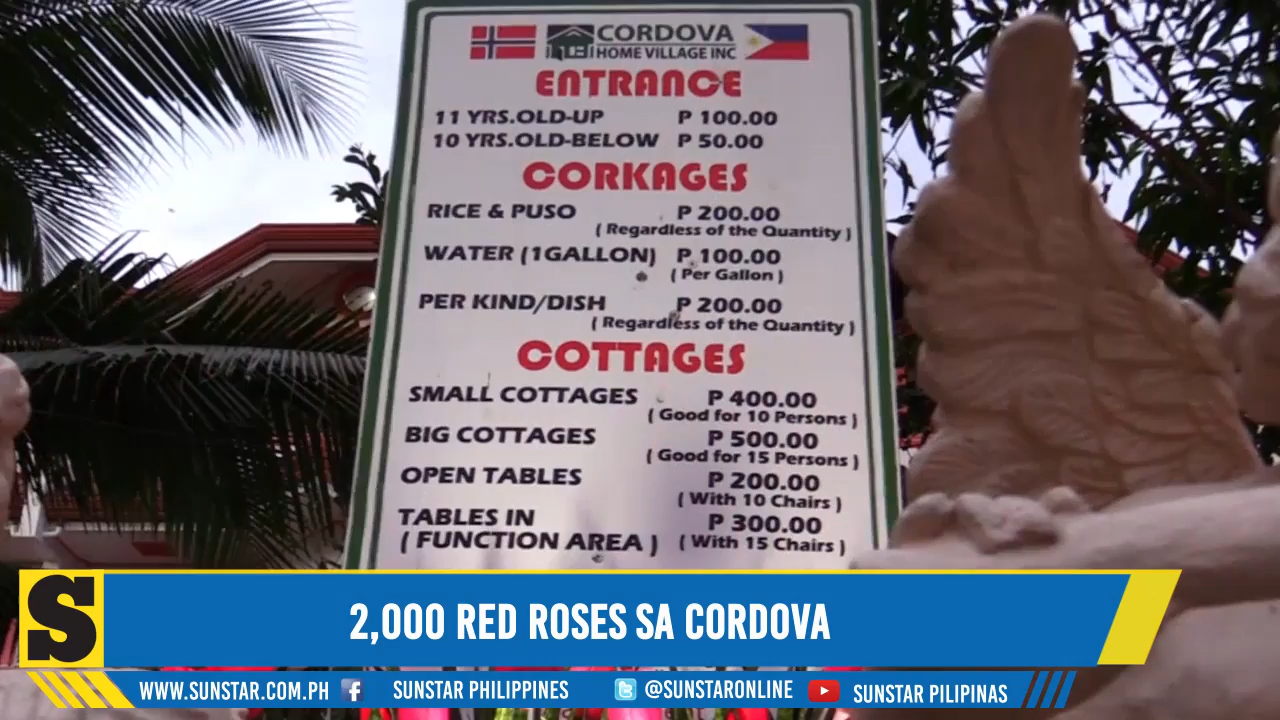 CORDOVA
HOME VILLAGE INC
ENTRANCE
11 YRS.OLD-UP P 100.00
10 YRS.OLD-BELOW P 50.00
CORKAGES
RICE & PUSO P 200.00
( Regardless of the Quantity )
WATER (1GALLON) P 100.00
( Per Gallon )
PER KIND/DISH P 200.00
( Regardless of the Quantity )
COTTAGES
SMALL COTTAGES P 400.00
( Good for 10 Persons )
BIG COTTAGES P 500.00
( Good for 15 Persons )
OPEN TABLES P 200.00
( With 10 Chairs )
TABLES IN P 300.00
( FUNCTION AREA ) ( With 15 Chairs )
S 2,000 RED ROSES SA CORDOVA
WWW.SUNSTAR.COM.PH f SUNSTAR PHILIPPINES @SUNSTARONLINE SUNSTAR PILIPINAS